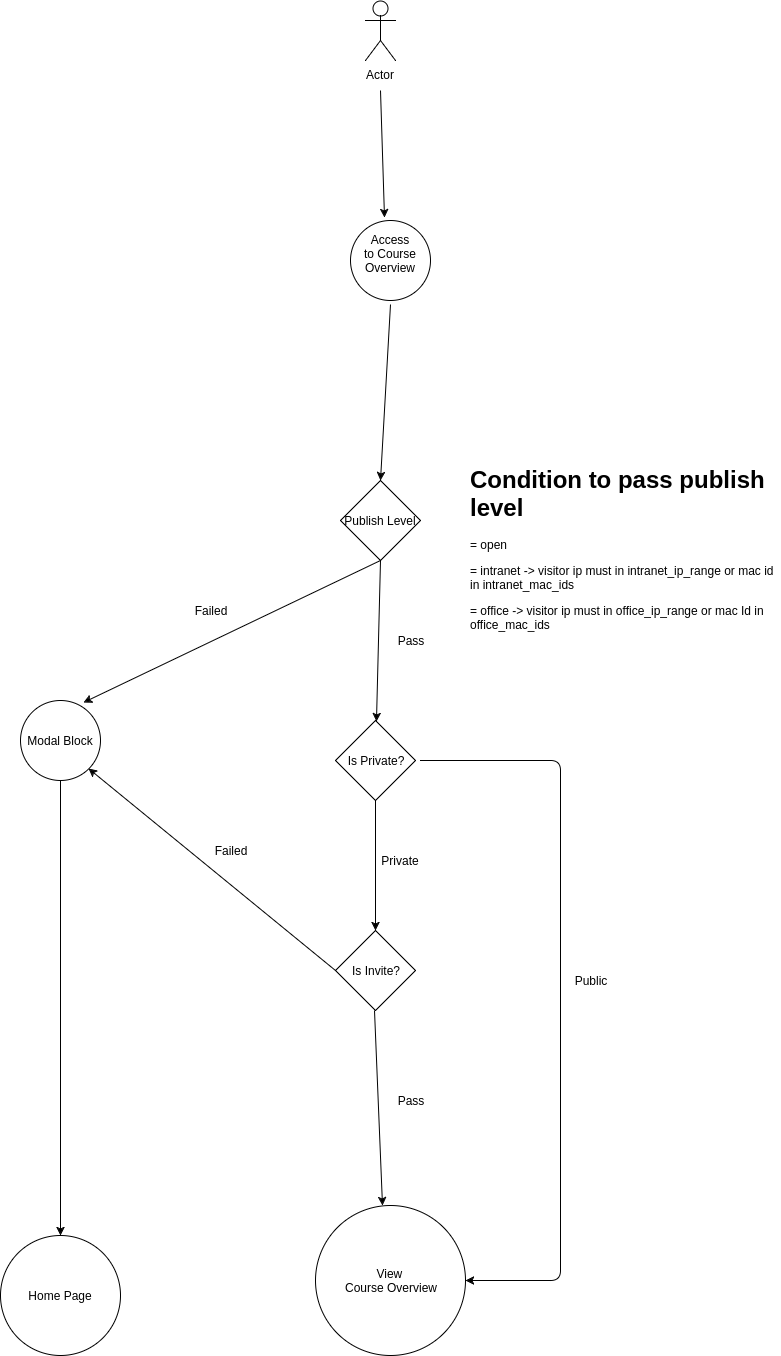 Actor
Access
to Course
Overview
Condition to pass publish
level
Publish Level
= open
= intranet -> visitor ip must in intranet_ip_range or mac id
in intranet_mac_ids
= office -> visitor ip must in office_ip_range or mac Id in
office_mac_ids
Failed
Pass
Modal Block
Is Private?
Failed
Private
Is Invite?
Public
Pass
View
Course Overview
Home Page